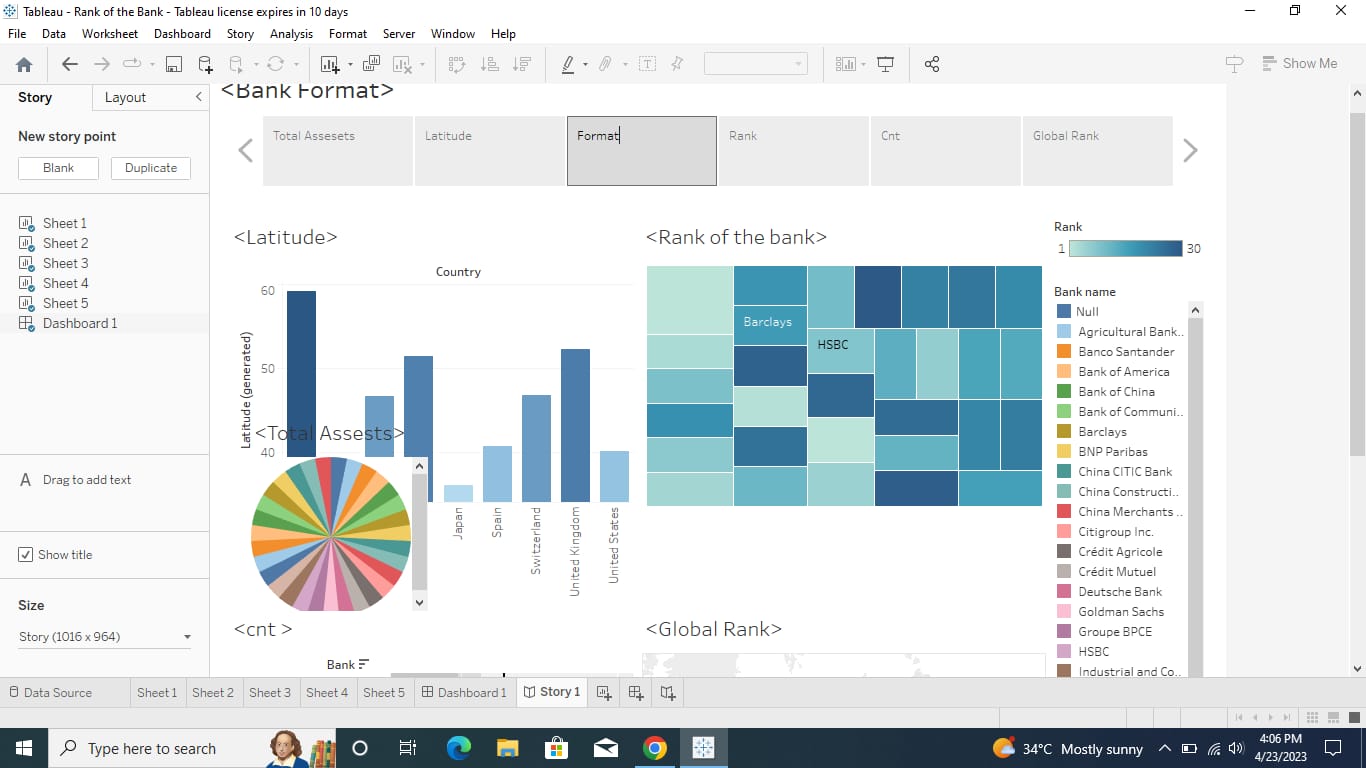 Tableau - Rank of the Bank - Tableau license expires in 10 days
File Data Worksheet Dashboard Story Analysis Format Server Window Help
Show Me
Story Layout
<Bank Format>
New story point
Blank Duplicate
Total Assesets Latitude Format Rank Cnt Global Rank
Sheet 1
Sheet 2
Sheet 3
Sheet 4
Sheet 5
Dashboard 1
A Drag to add text
Show title
Size
Story (1016 x 964)
<Latitude>
Country
60
50
40
Latitude (generated)
Japan
Spain
Switzerland
United Kingdom
United States
<Total Assests>
<Rank of the bank>
Barclays
HSBC
Rank
1 30
Bank name
Null
Agricultural Bank..
Banco Santander
Bank of America
Bank of China
Bank of Communi..
Barclays
BNP Paribas
China CITIC Bank
China Constructi..
China Merchants ..
Citigroup Inc.
Crédit Agricole
Crédit Mutuel
Deutsche Bank
Goldman Sachs
Groupe BPCE
HSBC
Industrial and Co..
<cnt >
Bank
<Global Rank>
Data Source Sheet 1 Sheet 2 Sheet 3 Sheet 4 Sheet 5 Dashboard 1 Story 1
Type here to search
34°C Mostly sunny
4:06 PM
4/23/2023